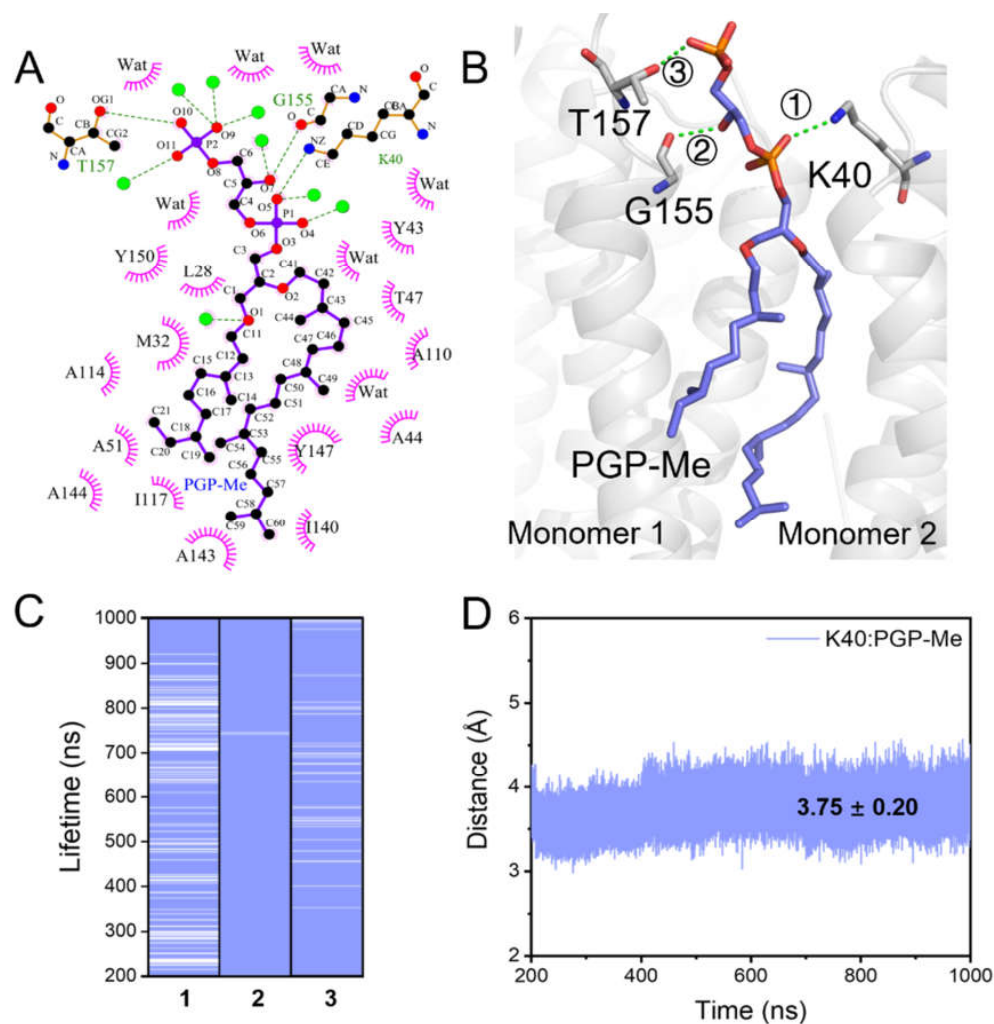 A
Wat
Wat
Wat
G155
T157
K40
O
C
CA
N
CB
OG1
CG2
O10
O9
P2
O11
O8
C6
C5
C4
O7
O5
P1
O6
O4
O3
O
C
CA
N
NZ
CE
CD
CG
CB
CA
C
O
N
Wat
Wat
Y43
Y150
L28
Wat
T47
C3
C2
C1
O1
C11
O2
C41
C42
C43
C44
C45
C46
C47
M32
A110
C12
C13
C14
C15
C16
C17
C18
C19
C20
C21
C48
C49
C50
C51
C52
C53
C54
C55
C56
C57
C58
C59
C60
A114
Wat
A51
A44
Y147
PGP-Me
A144
I117
I140
A143
B
③
①
T157
②
K40
G155
PGP-Me
Monomer 1
Monomer 2
C
Lifetime (ns)
1000
900
800
700
600
500
400
300
200
1 2 3
D
Distance (Å)
6
5
4
3
2
K40:PGP-Me
3.75 ± 0.20
200 400 600 800 1000
Time (ns)